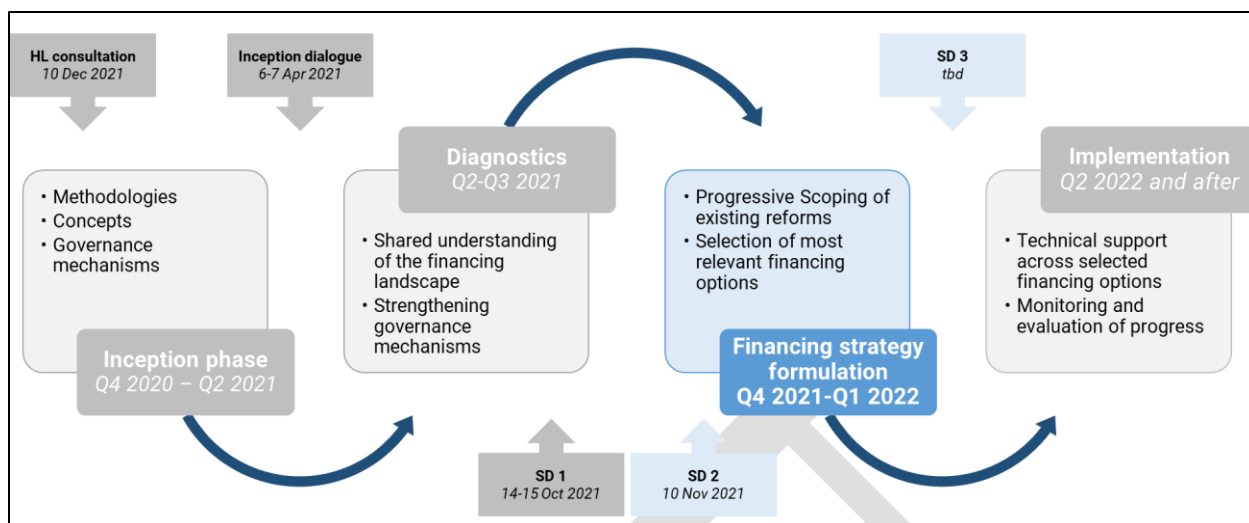 HL consultation
10 Dec 2021
Inception dialogue
6-7 Apr 2021
SD 3
tbd
• Methodologies
• Concepts
• Governance
mechanisms
Inception phase
Q4 2020 – Q2 2021
Diagnostics
Q2-Q3 2021
• Shared understanding
of the financing
landscape
• Strengthening
governance
mechanisms
• Progressive Scoping of
existing reforms
• Selection of most
relevant financing
options
Financing strategy
formulation
Q4 2021-Q1 2022
Implementation
Q2 2022 and after
• Technical support
across selected
financing options
• Monitoring and
evaluation of progress
SD 1
14-15 Oct 2021
SD 2
10 Nov 2021